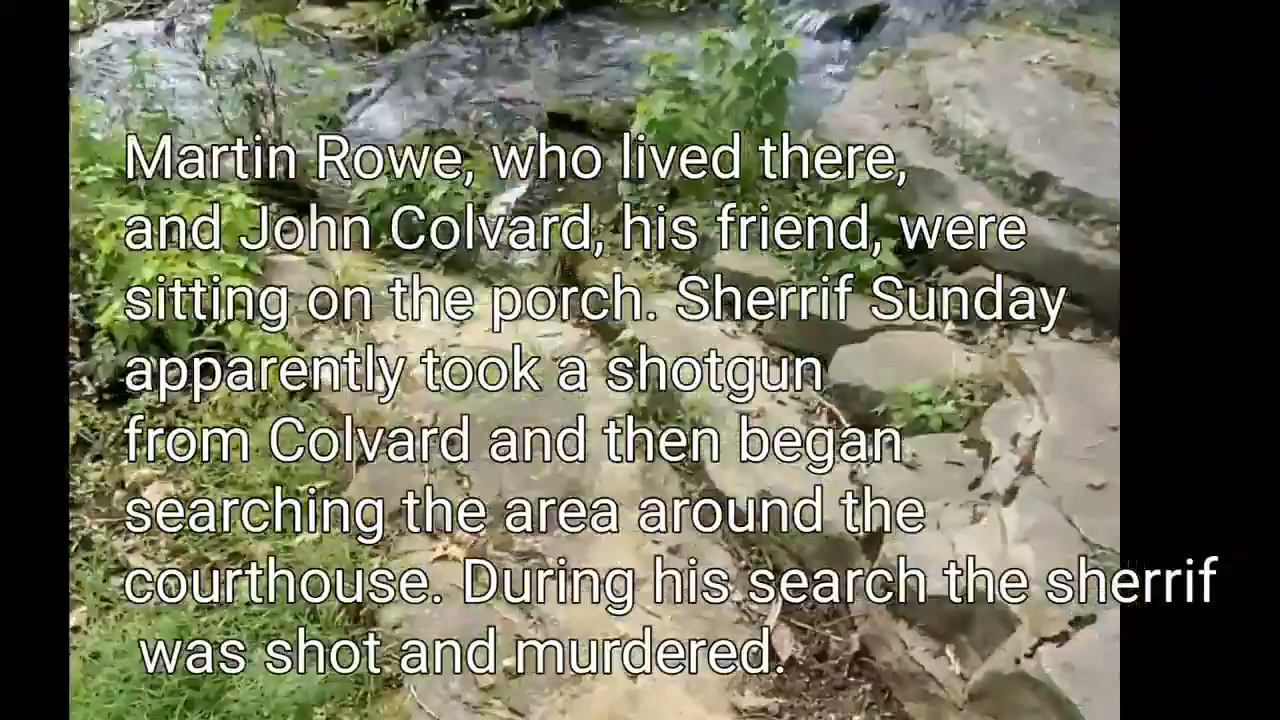 Martin Rowe, who lived there,
and John Colvard, his friend, were
sitting on the porch. Sherrif Sunday
apparently took a shotgun
from Colvard and then began
searching the area around the
courthouse. During his search the sherrif
was shot and murdered.